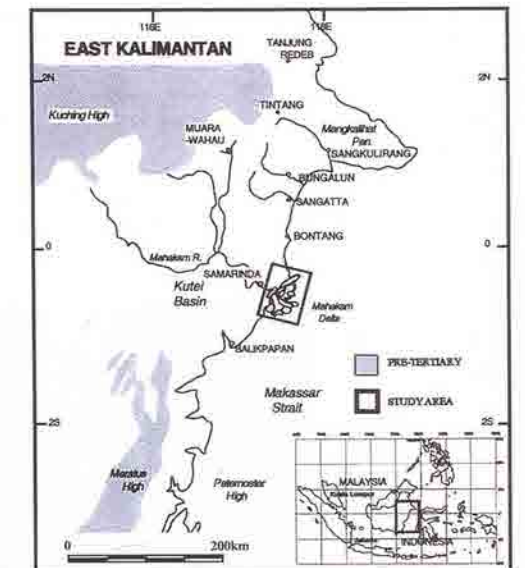 116E
118E
EAST KALIMANTAN
TANJUNG
REDEB
2N
2N
TINTANG
Kuching High
MUARA
-WAHAU
Mangkalihat
Pen.
SANGKULIRANG
BUNGALUN
SANGATTA
BONTANG
0
0
Mahakam R.
SAMARINDA
Kutei
Basin
Mahakam
Delta
BALIKPAPAN
PRE-TERTIARY
Makassar
Strait
STUDY AREA
2S
2S
Meratus
High
Paternoster
High
MALAYSIA
Kuala Lumpur
Jakarta
INDONESIA
0
200km